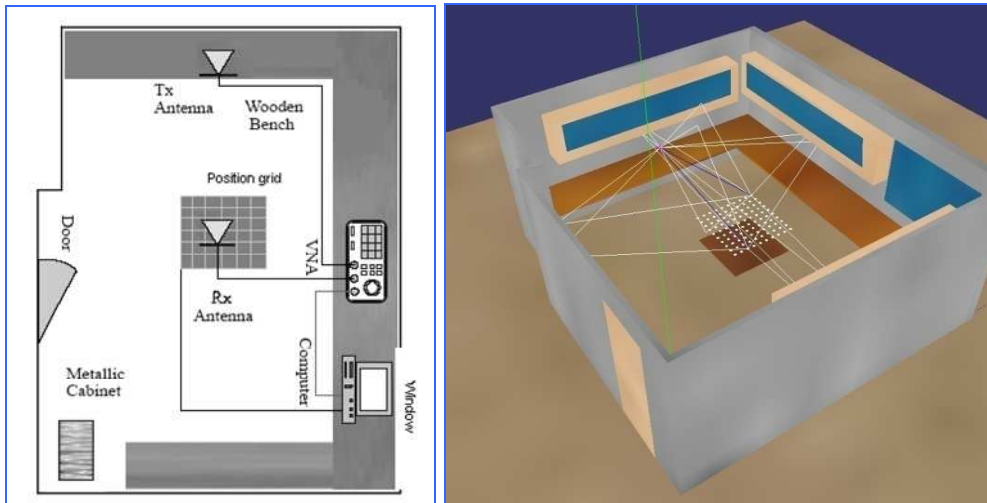 Tx
Antenna
Wooden
Bench
Position grid
Door
VNA
Rx
Antenna
Computer
Metallic
Cabinet
Window